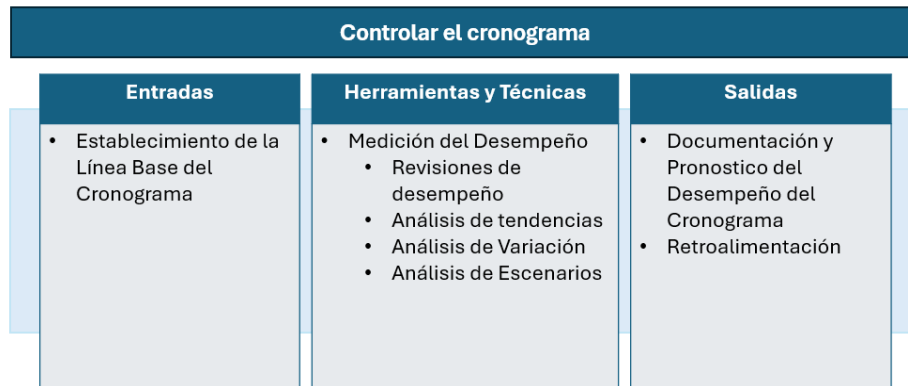 Controlar el cronograma
Entradas
• Establecimiento de la
Línea Base del
Cronograma
Herramientas y Técnicas
• Medición del Desempeño
• Revisiones de
desempeño
• Análisis de tendencias
• Análisis de Variación
• Análisis de Escenarios
Salidas
• Documentación y
Pronostico del
Desempeño del
Cronograma
• Retroalimentación